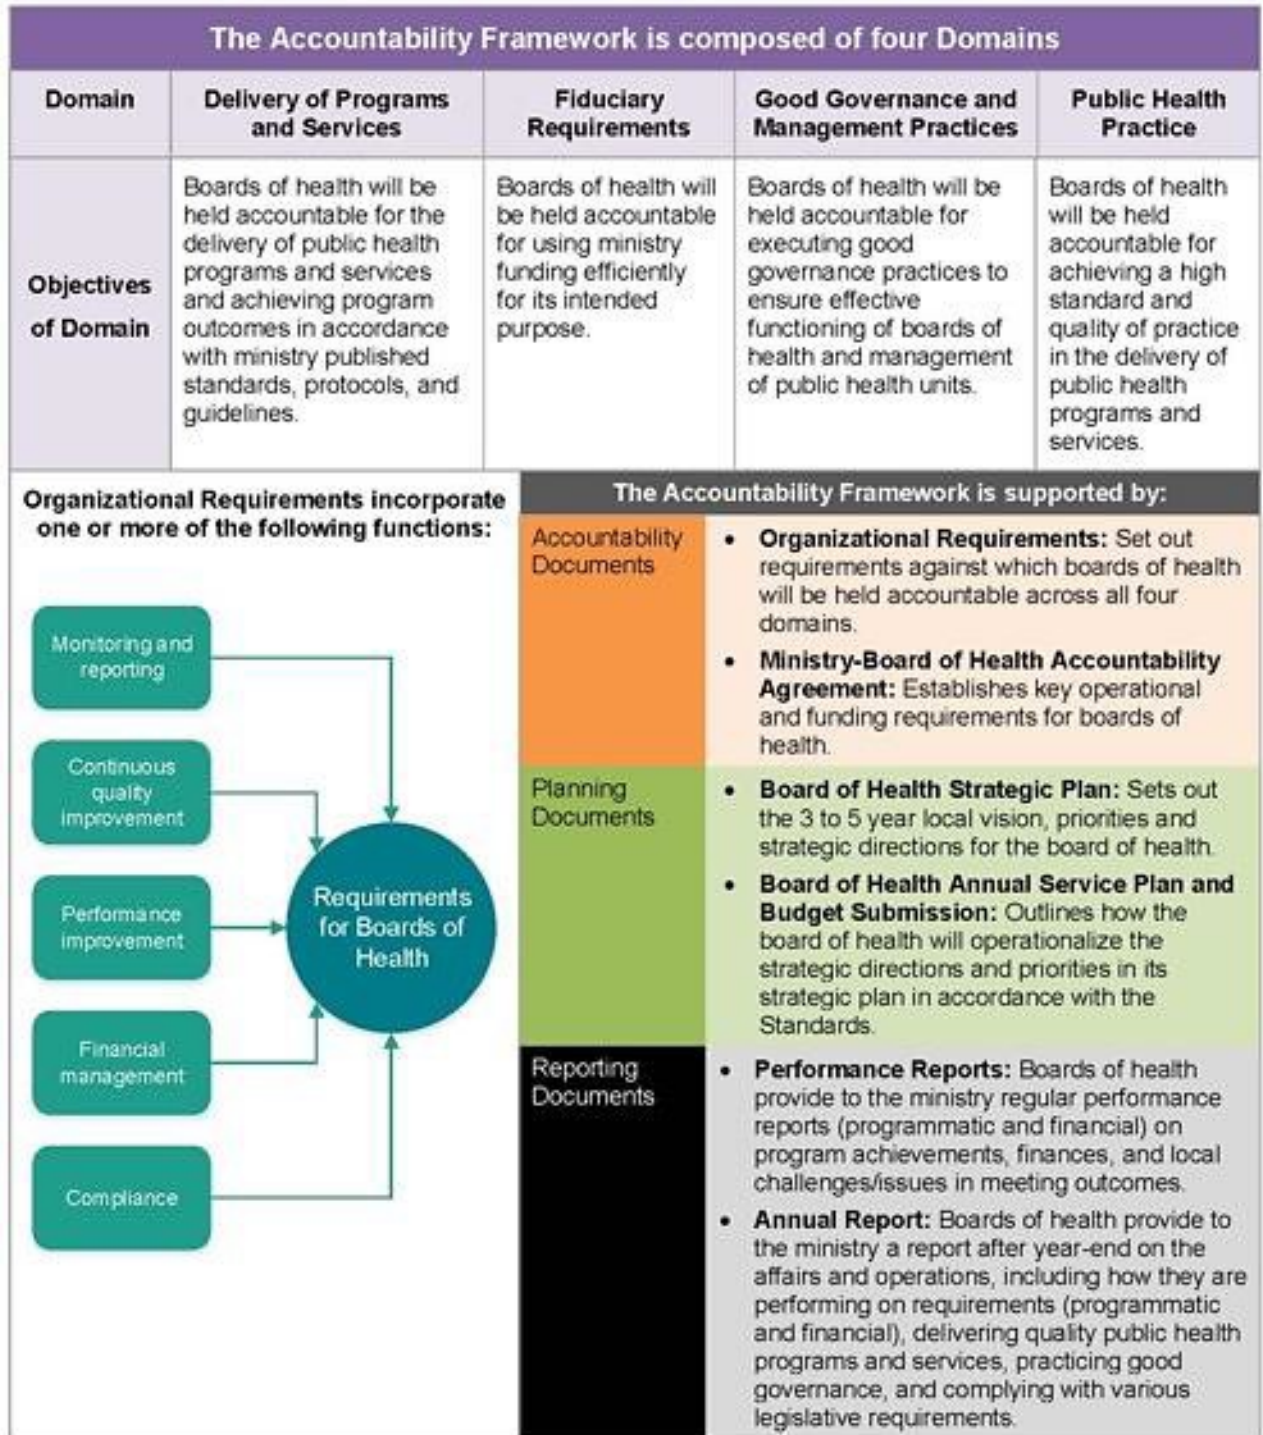 The Accountability Framework is composed of four Domains
Domain
Delivery of Programs
and Services
Fiduciary
Requirements
Good Governance and
Management Practices
Public Health
Practice
Objectives
of Domain
Boards of health will be
held accountable for the
delivery of public health
programs and services
and achieving program
outcomes in accordance
with ministry published
standards, protocols, and
guidelines.
Boards of health will
be held accountable
for using ministry
funding efficiently
for its intended
purpose.
Boards of health will be
held accountable for
executing good
governance practices to
ensure effective
functioning of boards of
health and management
of public health units.
Boards of health
will be held
accountable for
achieving a high
standard and
quality of practice
in the delivery of
public health
programs and
services.
Organizational Requirements incorporate
one or more of the following functions:
Monitoring and
reporting
Continuous
quality
improvement
Performance
improvement
Financial
management
Compliance
Requirements
for Boards of
Health
The Accountability Framework is supported by:
Accountability
Documents
• Organizational Requirements: Set out
requirements against which boards of health
will be held accountable across all four
domains.
• Ministry-Board of Health Accountability
Agreement: Establishes key operational
and funding requirements for boards of
health.
Planning
Documents
• Board of Health Strategic Plan: Sets out
the 3 to 5 year local vision, priorities and
strategic directions for the board of health.
• Board of Health Annual Service Plan and
Budget Submission: Outlines how the
board of health will operationalize the
strategic directions and priorities in its
strategic plan in accordance with the
Standards.
Reporting
Documents
• Performance Reports: Boards of health
provide to the ministry regular performance
reports (programmatic and financial) on
program achievements, finances, and local
challenges/issues in meeting outcomes.
• Annual Report: Boards of health provide to
the ministry a report after year-end on the
affairs and operations, including how they are
performing on requirements (programmatic
and financial), delivering quality public health
programs and services, practicing good
governance, and complying with various
legislative requirements.